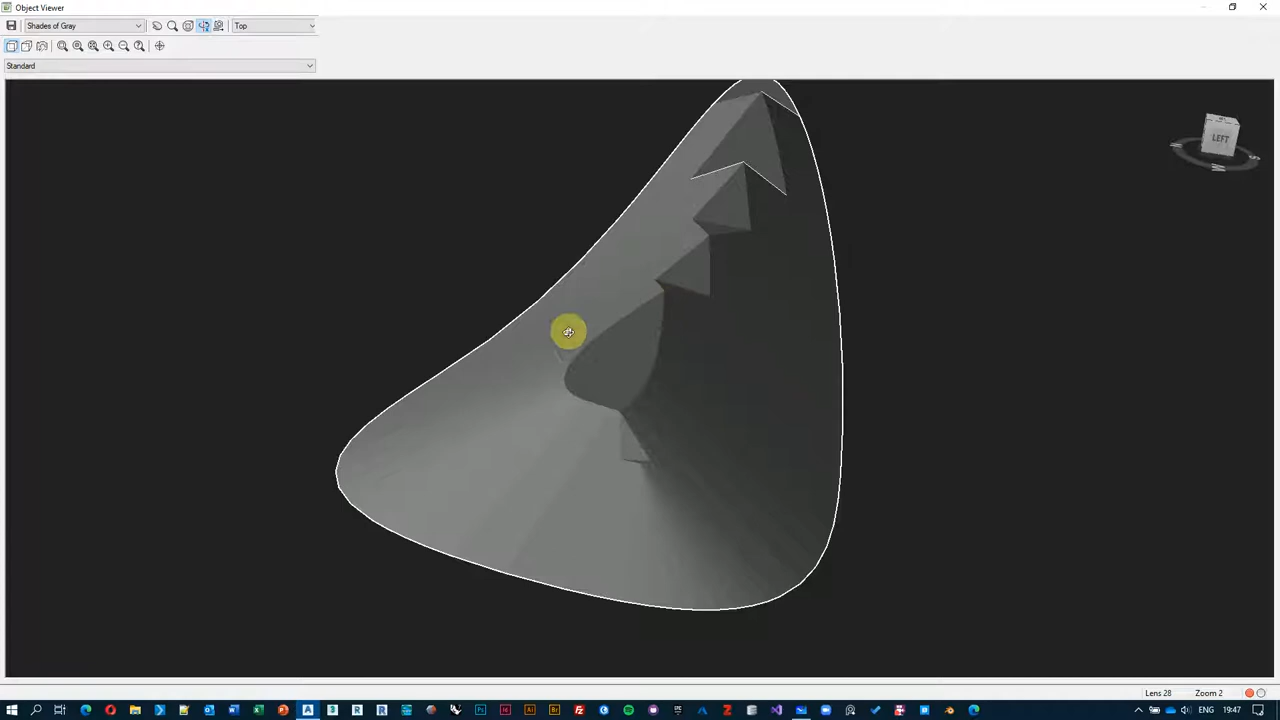 Object Viewer
Shades of Gray
Top
Standard
LEFT
Lens 28
Zoom 2
ENG
19:47